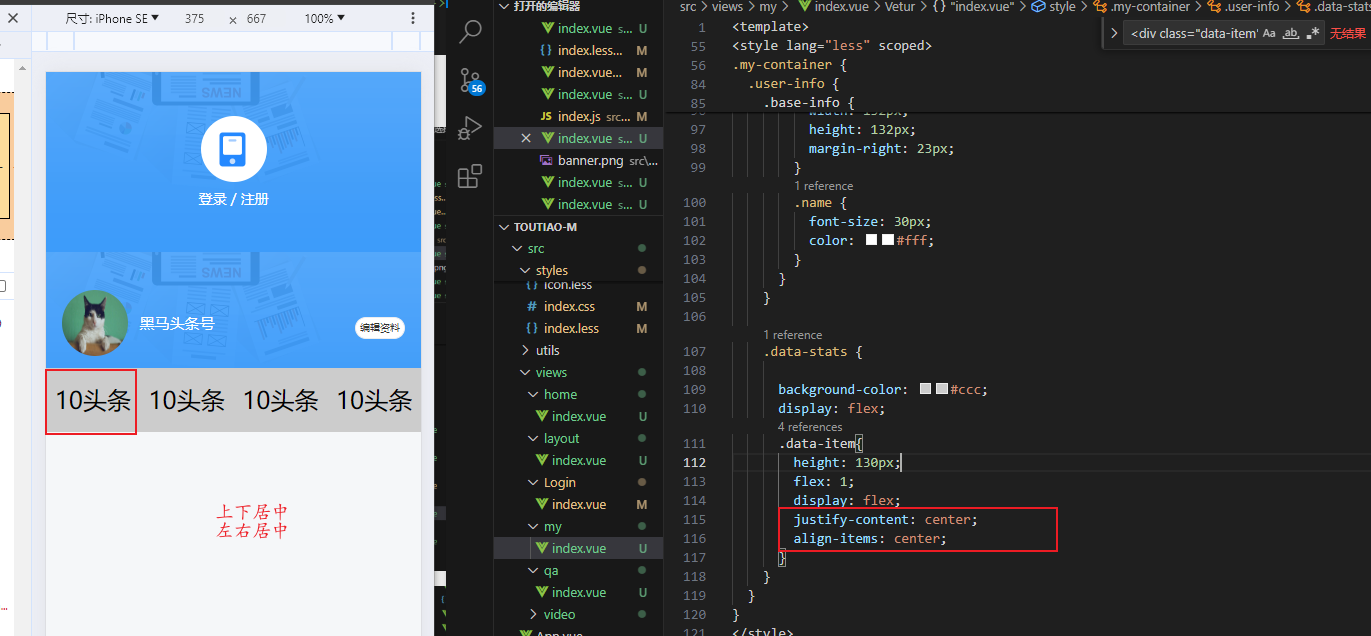 尺寸: iPhone SE ▼ 375 × 667 100% ▼
登录 / 注册
黑马头条号
编辑资料
10头条 10头条 10头条 10头条
上下居中
左右居中
56
打开的编辑器
index.vue s... U
index.less... M
index.vue... M
index.vue s... U
index.js src... M
index.vue s... U
banner.png src\...
index.vue s... U
index.vue s... U
TOUTIAO-M
src
styles
icon.less
index.css M
index.less M
utils
views
home
index.vue U
layout
index.vue U
Login
index.vue M
my
index.vue U
qa
index.vue U
video
App.vue
src > views > my > index.vue > Vetur > {} "index.vue" > style > .my-container > .user-info > .data-stats
<div class="data-item" Aa ab .* 无结果
1 <template>
55 <style lang="less" scoped>
56 .my-container {
84 .user-info {
85 .base-info {
96 width: 132px;
97 height: 132px;
98 margin-right: 23px;
99 }
1 reference
100 .name {
101 font-size: 30px;
102 color: #fff;
103 }
104 }
105 }
106
1 reference
107 .data-stats {
108
109 background-color: #ccc;
110 display: flex;
4 references
111 .data-item{
112 height: 130px;
113 flex: 1;
114 display: flex;
115 justify-content: center;
116 align-items: center;
117 }
118 }
119 }
120 }
121 </style>